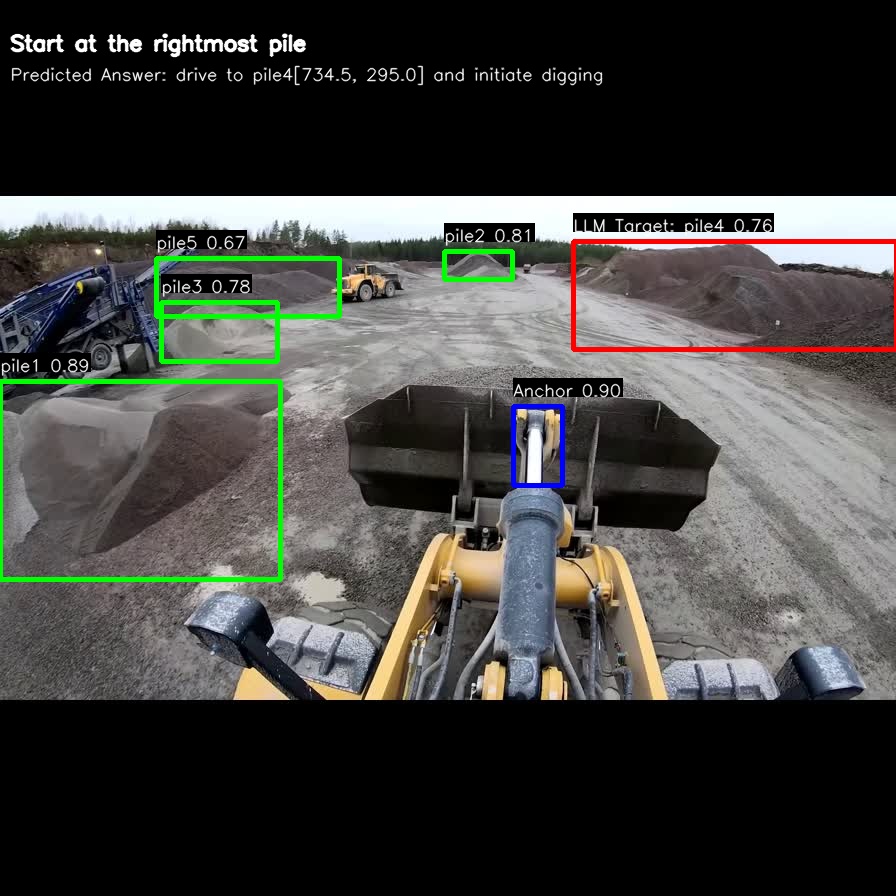 Start at the rightmost pile
Predicted Answer: drive to pile4[734.5, 295.0] and initiate digging
LLM Target: pile4 0.76
pile2 0.81
pile5 0.67
pile3 0.78
pile1 0.89
Anchor 0.90